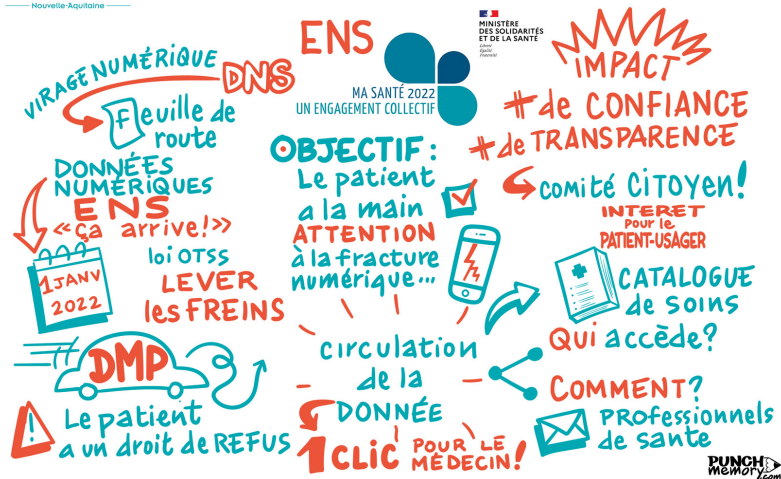 Nouvelle-Aquitaine
VIRAGE NUMÉRIQUE
DNS
feuille de
route
DONNÉES
NUMÉRIQUES
ENS
«ça arrive!»
1 JANV
2022
loi OTSS
LEVER
les FREINS
DMP
Le patient
a un droit de REFUS
ENS
MA SANTÉ 2022
UN ENGAGEMENT COLLECTIF
MINISTÈRE
DES SOLIDARITÉS
ET DE LA SANTÉ
Liberté
Égalité
Fraternité
OBJECTIF:
Le patient
a la main
ATTENTION
à la fracture
numérique...
circulation
de la
DONNÉE
1 CLIC POUR LE
MÉDECIN!
IMPACT
+ de CONFIANCE
+ de TRANSPARENCE
comité CITOYEN!
INTERET
Pour le
PATIENT-USAGER
CATALOGUE
de soins
Qui accède?
COMMENT?
PROfessionnels
de sante
PUNCH
memory.com